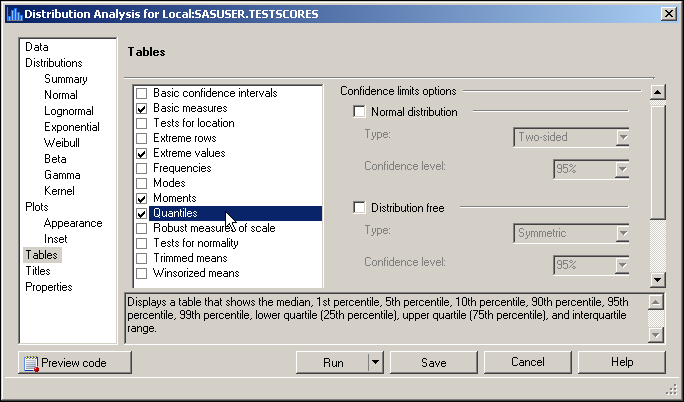 Distribution Analysis for Local:SASUSER.TESTSCORES
Data
Distributions
Summary
Normal
Lognormal
Exponential
Weibull
Beta
Gamma
Kernel
Plots
Appearance
Inset
Tables
Titles
Properties
Tables
Basic confidence intervals
Basic measures
Tests for location
Extreme rows
Extreme values
Frequencies
Modes
Moments
Quantiles
Robust measures of scale
Tests for normality
Trimmed means
Winsorized means
Confidence limits options
Normal distribution
Type: Two-sided
Confidence level: 95%
Distribution free
Type: Symmetric
Confidence level: 95%
Displays a table that shows the median, 1st percentile, 5th percentile, 10th percentile, 90th percentile, 95th
percentile, 99th percentile, lower quartile (25th percentile), upper quartile (75th percentile), and interquartile
range.
Preview code Run Save Cancel Help